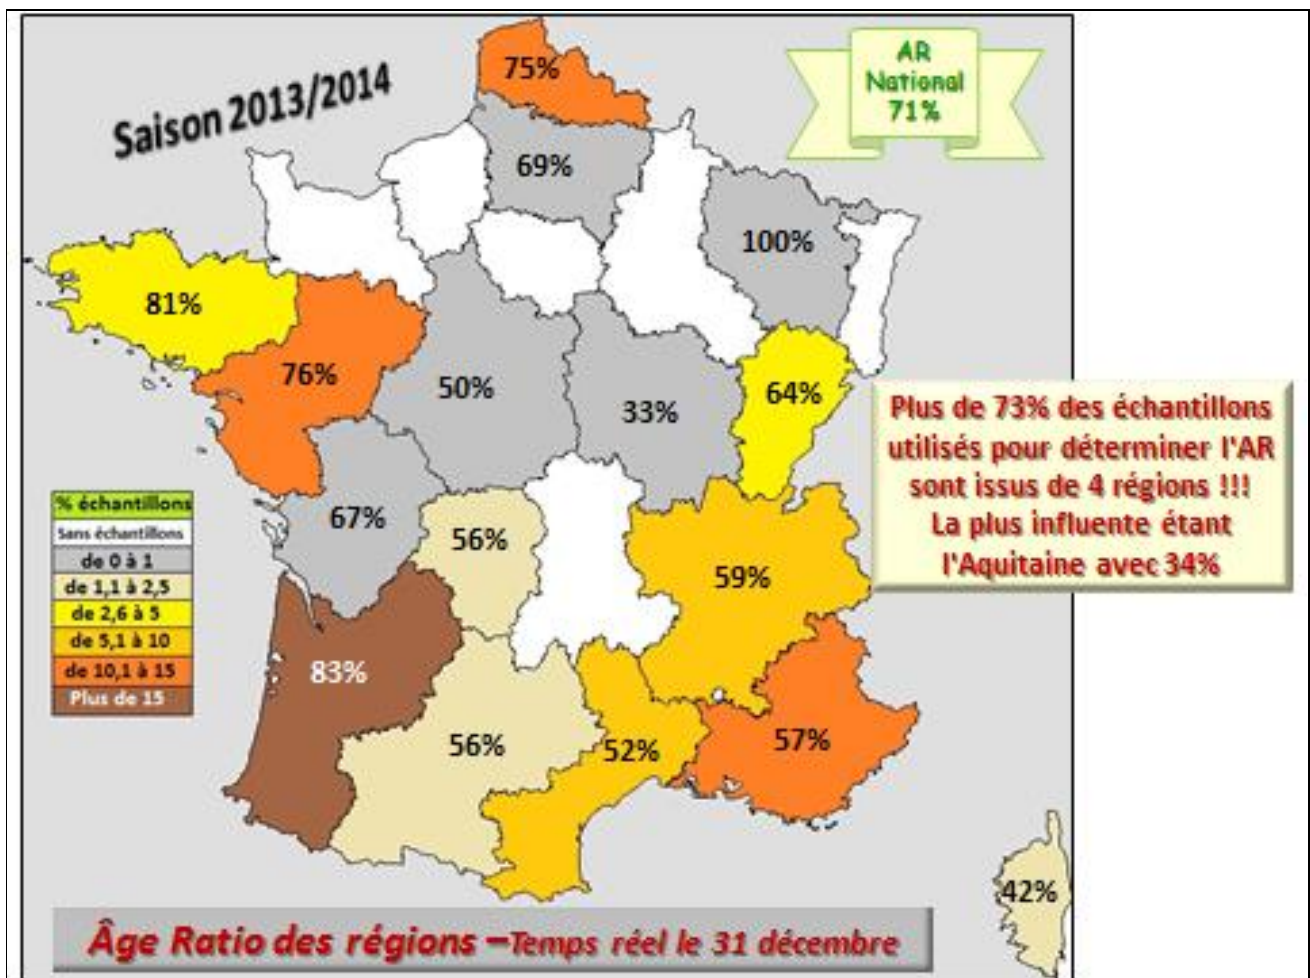 Saison 2013/2014
AR
National
71%
75%
69%
100%
81%
76%
50%
33%
64%
67%
56%
59%
83%
56%
52%
57%
42%
Plus de 73% des échantillons
utilisés pour déterminer l'AR
sont issus de 4 régions !!!
La plus influente étant
l'Aquitaine avec 34%
% échantillons
Sans échantillons
de 0 à 1
de 1,1 à 2,5
de 2,6 à 5
de 5,1 à 10
de 10,1 à 15
Plus de 15
Âge Ratio des régions –Temps réel le 31 décembre